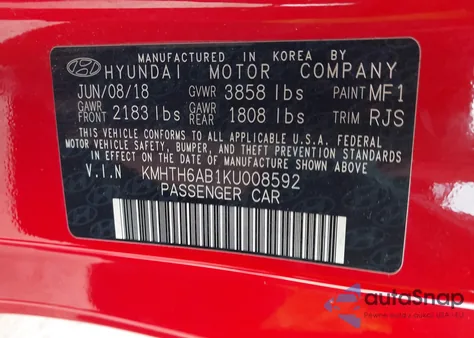 MANUFACTURED IN KOREA BY
HYUNDAI MOTOR COMPANY
JUN/08/18 GVWR 3858 lbs PAINT MF1
GAWR FRONT 2183 lbs GAWR REAR 1808 lbs TRIM RJS
THIS VEHICLE CONFORMS TO ALL APPLICABLE U.S.A. FEDERAL
MOTOR VEHICLE SAFETY, BUMPER, AND THEFT PREVENTION STANDARDS
IN EFFECT ON THE DATE OF MANUFACTURE SHOWN ABOVE.
V.I.N KMHTH6AB1KU008592
PASSENGER CAR
autoSnap